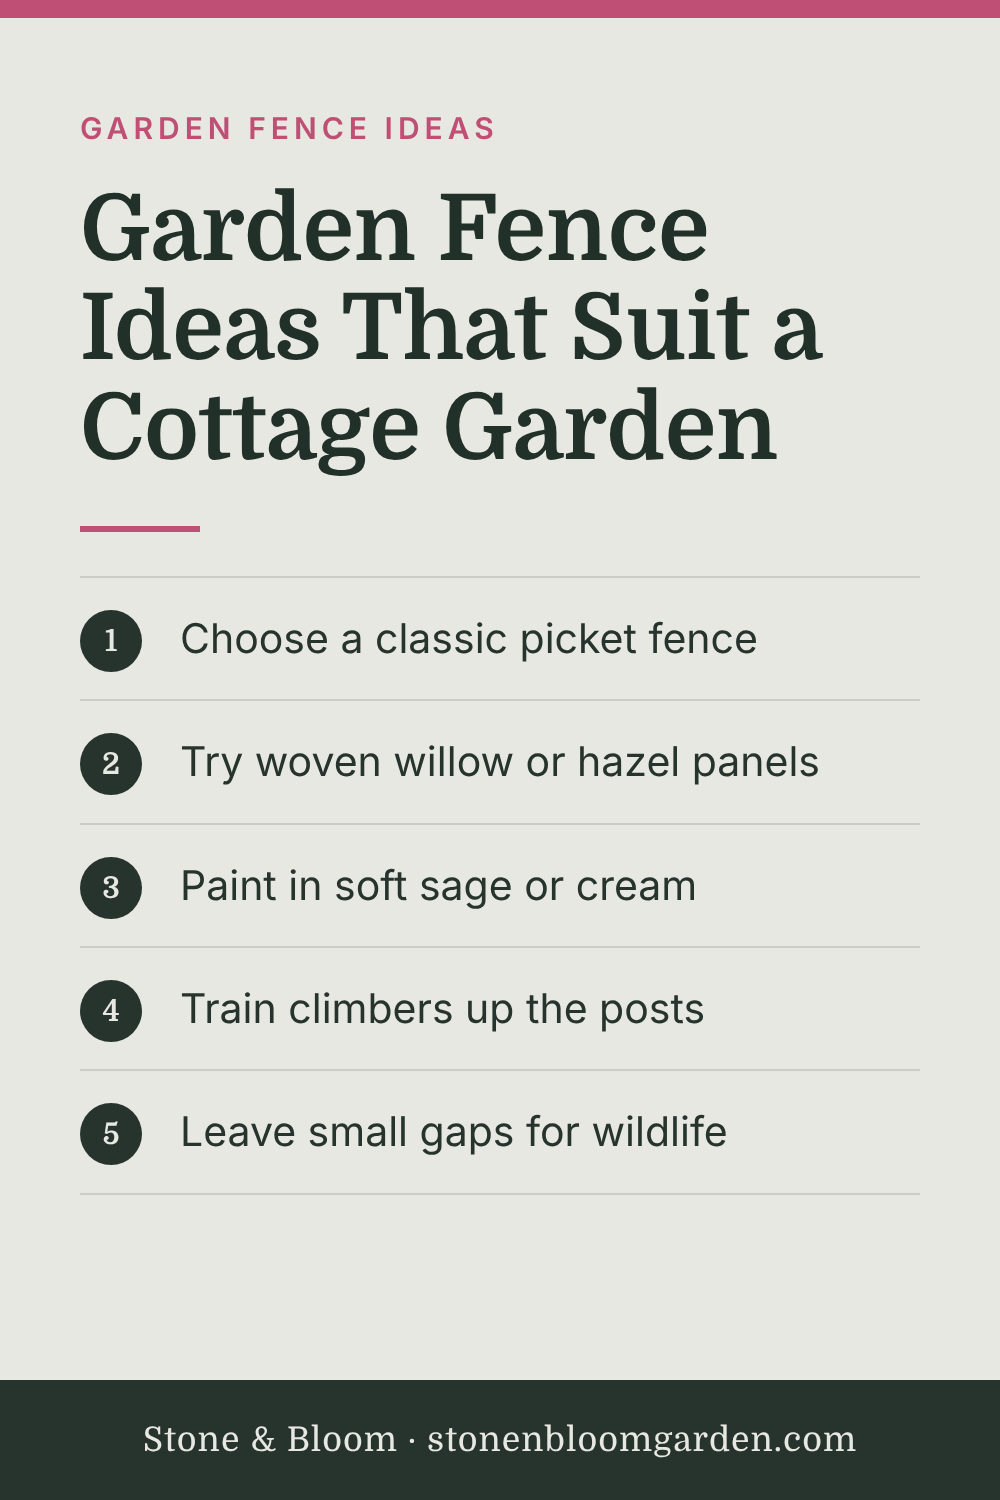 GARDEN FENCE IDEAS
Garden Fence
Ideas That Suit a
Cottage Garden
1 Choose a classic picket fence
2 Try woven willow or hazel panels
3 Paint in soft sage or cream
4 Train climbers up the posts
5 Leave small gaps for wildlife
Stone & Bloom · stonenbloomgarden.com